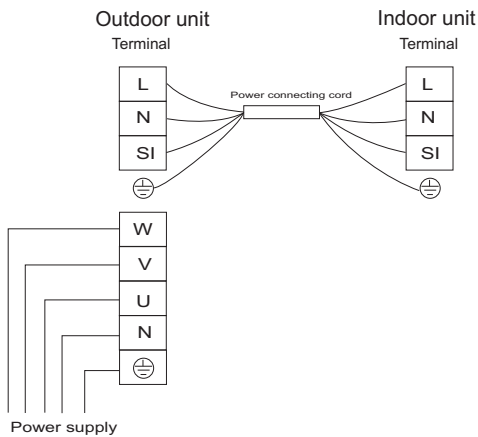 Outdoor unit
Indoor unit
Terminal
Terminal
Power connecting cord
L
L
N
N
SI
SI
W
V
U
N
Power supply